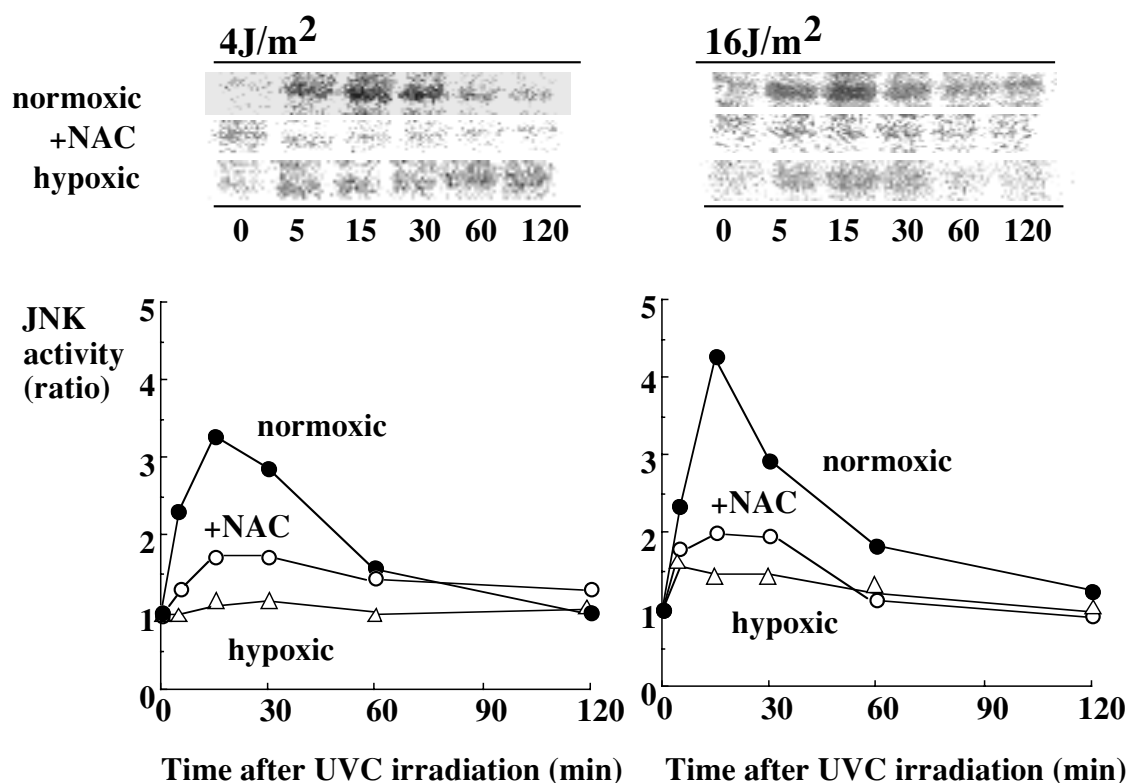 4J/m2
16J/m2
normoxic
+NAC
hypoxic
0 5 15 30 60 120
0 5 15 30 60 120
JNK
activity
(ratio)
5
4
3
2
1
0
normoxic
+NAC
hypoxic
0 30 60 90 120
Time after UVC irradiation (min)
5
4
3
2
1
0
normoxic
+NAC
hypoxic
0 30 60 90 120
Time after UVC irradiation (min)